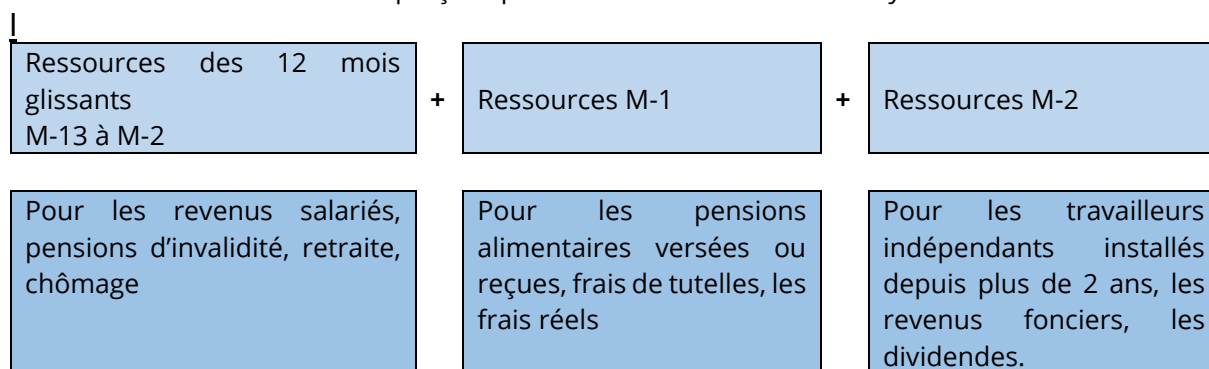 Ressources des 12 mois
glissants
M-13 à M-2
+
Ressources M-1
+
Ressources M-2
Pour les revenus salariés,
pensions d’invalidité, retraite,
chômage
Pour les pensions
alimentaires versées ou
reçues, frais de tutelles, les
frais réels
Pour les travailleurs
indépendants installés
depuis plus de 2 ans, les
revenus fonciers, les
dividendes.